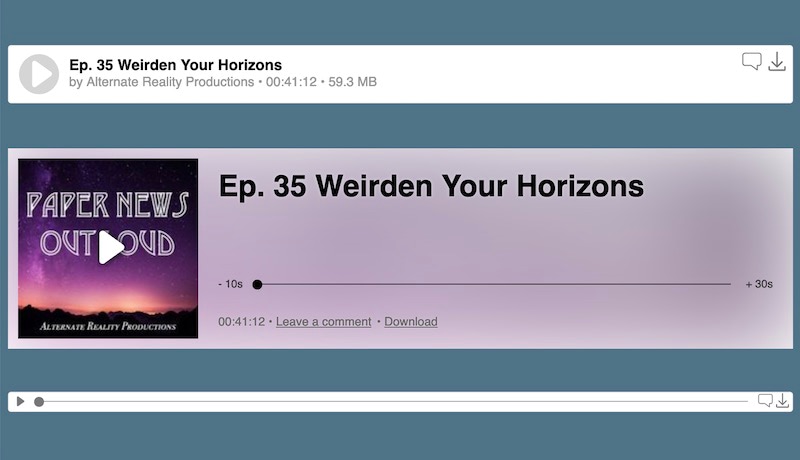 Ep. 35 Weirden Your Horizons
by Alternate Reality Productions • 00:41:12 • 59.3 MB
PAPER NEWS
OUT LOUD
ALTERNATE REALITY PRODUCTIONS
Ep. 35 Weirden Your Horizons
- 10s
+ 30s
00:41:12 • Leave a comment • Download